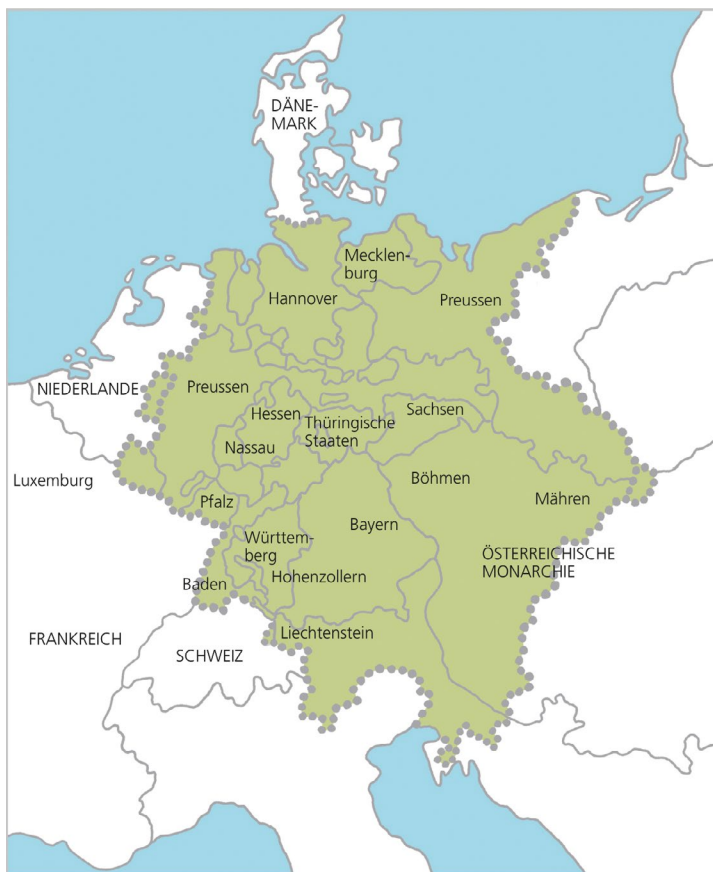 DÄNE-
MARK
Mecklen-
burg
Hannover
Preussen
NIEDERLANDE
Preussen
Hessen
Thüringische
Staaten
Sachsen
Nassau
Luxemburg
Böhmen
Pfalz
Mähren
Bayern
Württem-
berg
ÖSTERREICHISCHE
MONARCHIE
Baden
Hohenzollern
Liechtenstein
FRANKREICH
SCHWEIZ